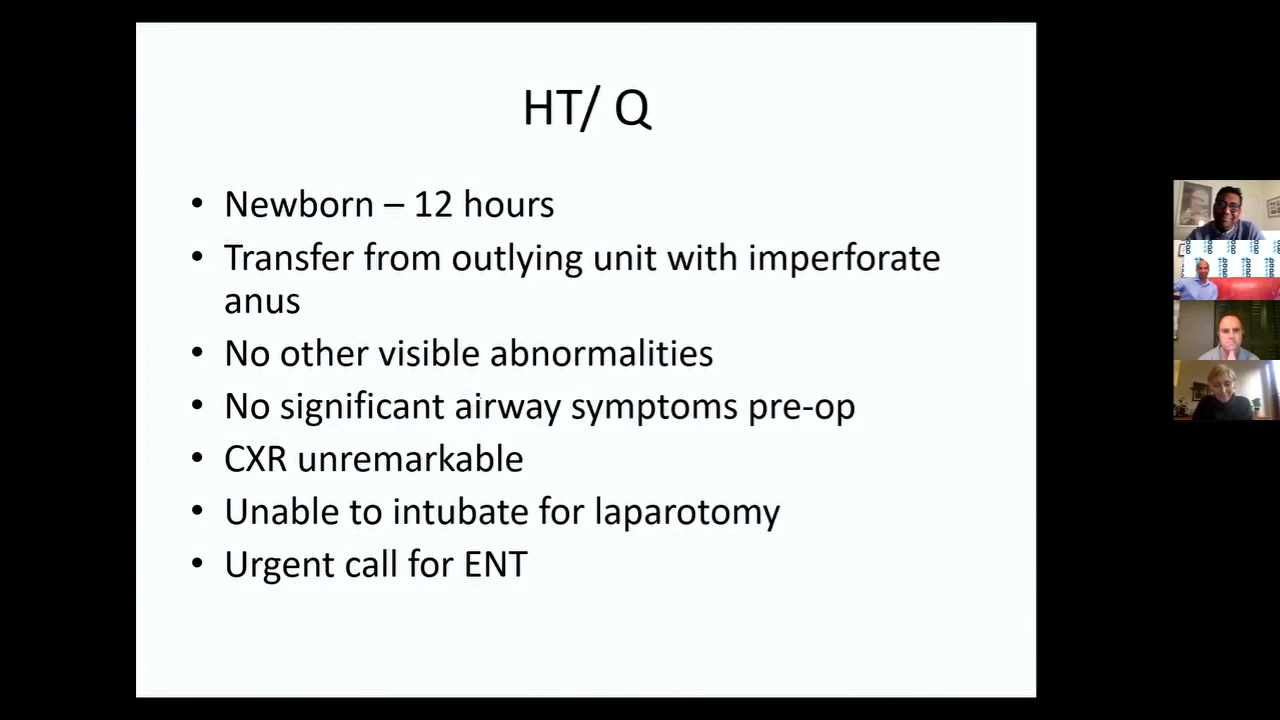 HT/ Q
• Newborn – 12 hours
• Transfer from outlying unit with imperforate
anus
• No other visible abnormalities
• No significant airway symptoms pre-op
• CXR unremarkable
• Unable to intubate for laparotomy
• Urgent call for ENT